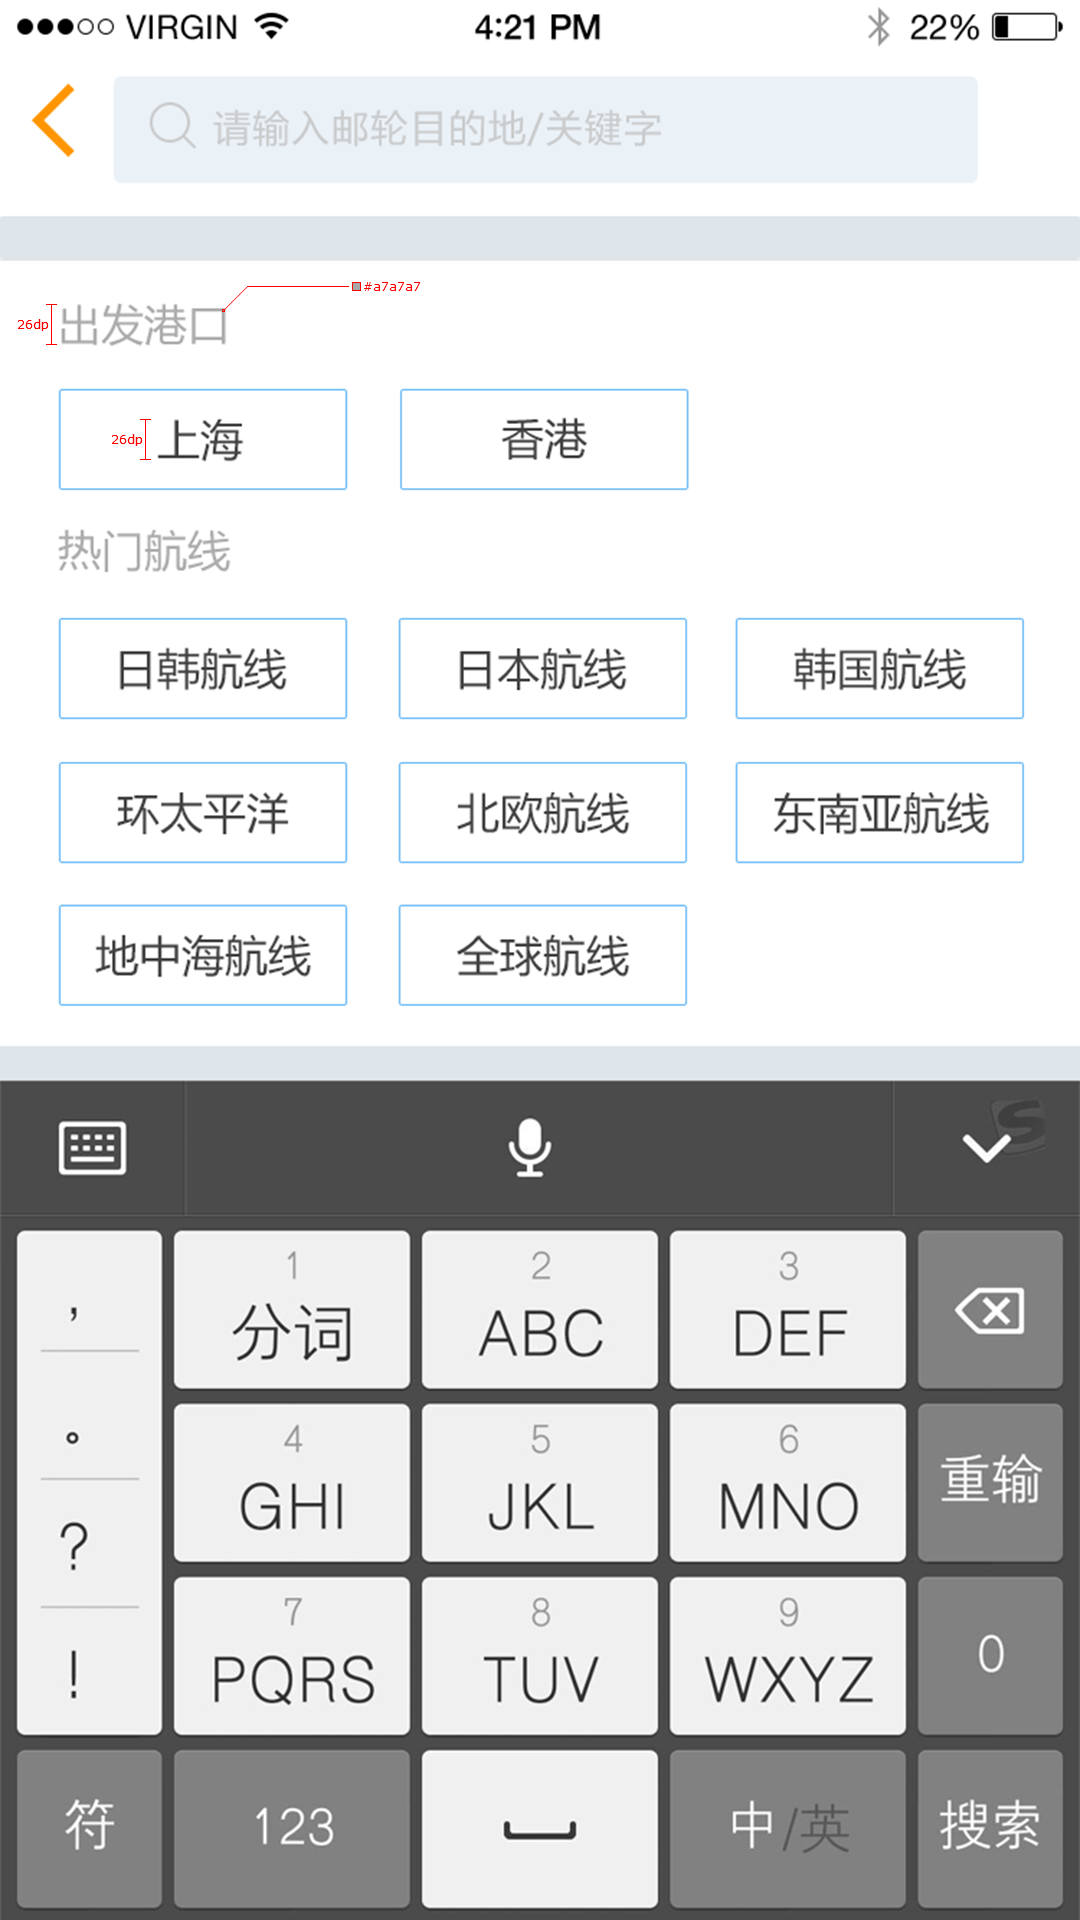 VIRGIN 4:21 PM 22%
请输入邮轮目的地/关键字
#a7a7a7
26dp 出发港口
26dp 上海 香港
热门航线
日韩航线 日本航线 韩国航线
环太平洋 北欧航线 东南亚航线
地中海航线 全球航线
S
， 1 2 3
分词 ABC DEF
。 4 5 6
GHI JKL MNO 重输
? 7 8 9
! PQRS TUV WXYZ 0
符 123 中/英 搜索